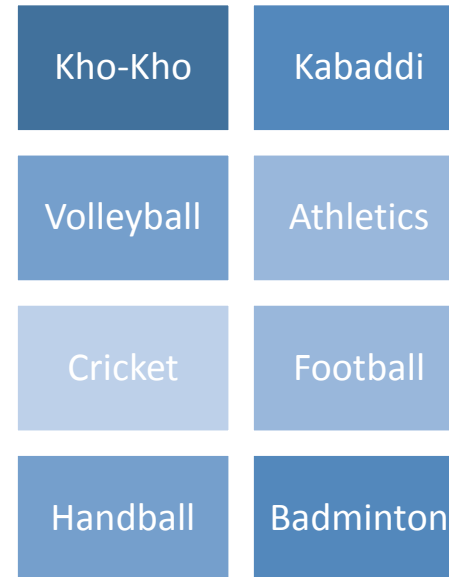 Kho-Kho
Kabaddi
Volleyball
Athletics
Cricket
Football
Handball
Badminton